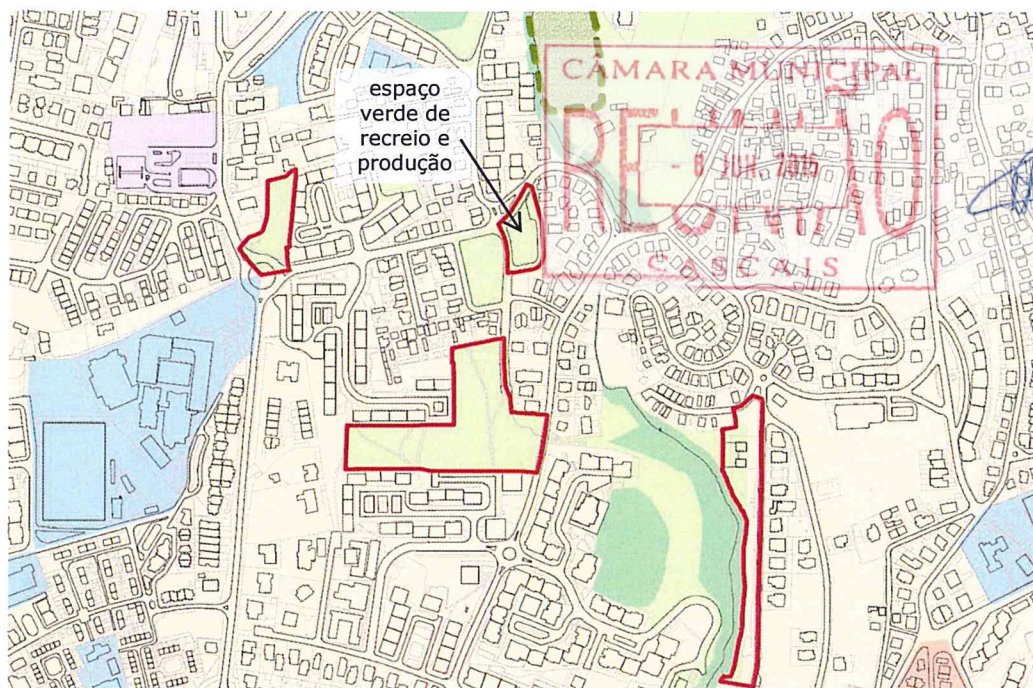 espaço
verde de
recreio e
produção
CÂMARA MUNICIPAL
- 8 JUN. 2015
CASCAIS